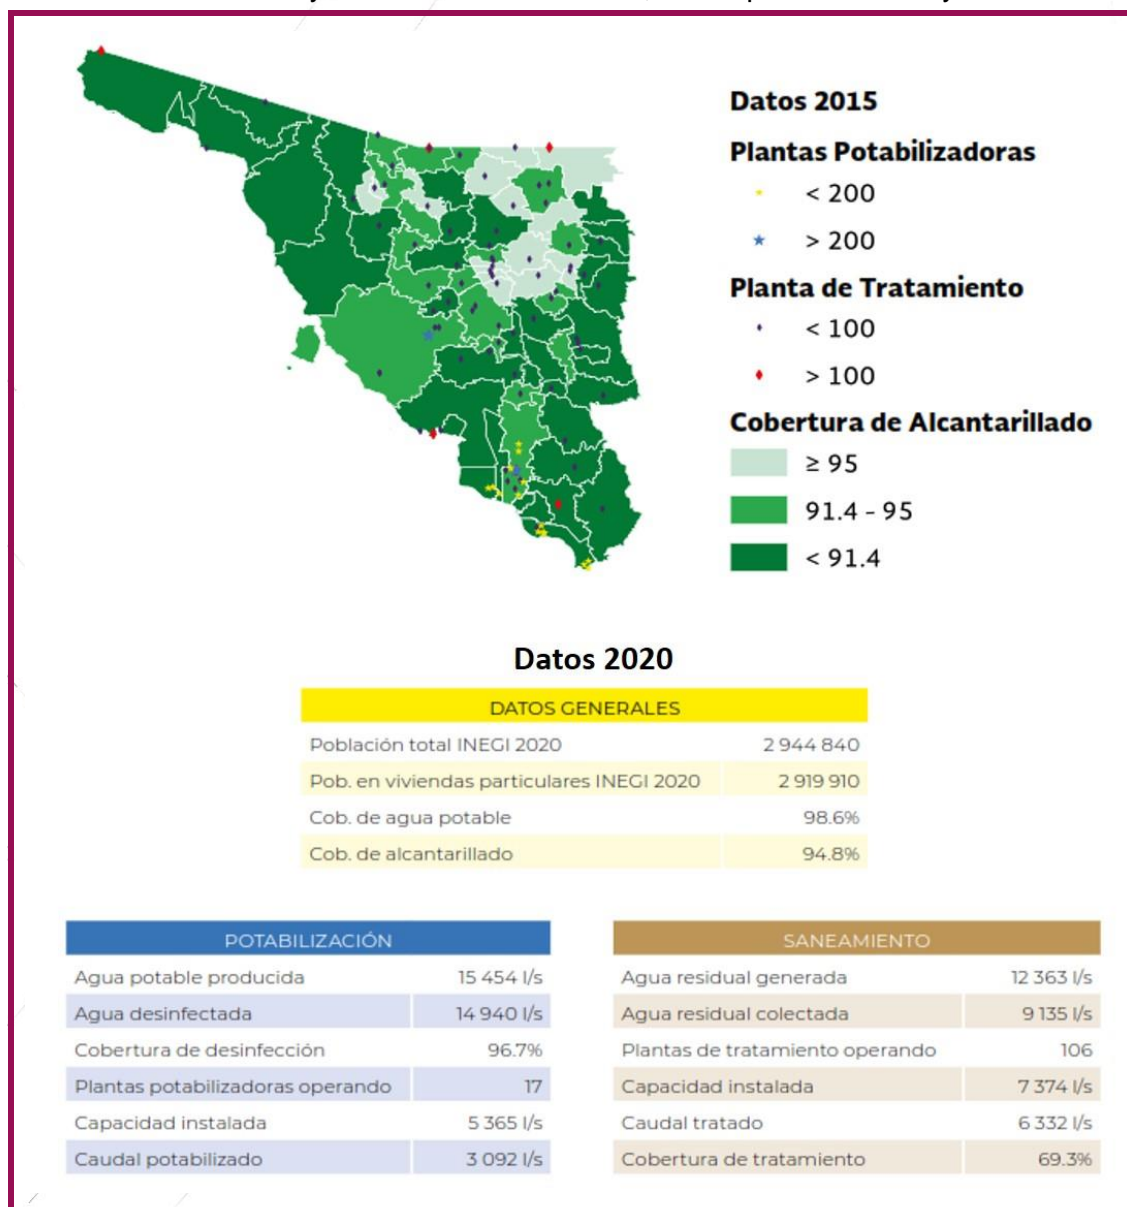 Datos 2015
Plantas Potabilizadoras
< 200
> 200
Planta de Tratamiento
< 100
> 100
Cobertura de Alcantarillado
≥ 95
91.4 - 95
< 91.4
Datos 2020
DATOS GENERALES
Población total INEGI 2020 2 944 840
Pob. en viviendas particulares INEGI 2020 2 919 910
Cob. de agua potable 98.6%
Cob. de alcantarillado 94.8%
POTABILIZACIÓN
Agua potable producida 15 454 l/s
Agua desinfectada 14 940 l/s
Cobertura de desinfección 96.7%
Plantas potabilizadoras operando 17
Capacidad instalada 5 365 l/s
Caudal potabilizado 3 092 l/s
SANEAMIENTO
Agua residual generada 12 363 l/s
Agua residual colectada 9 135 l/s
Plantas de tratamiento operando 106
Capacidad instalada 7 374 l/s
Caudal tratado 6 332 l/s
Cobertura de tratamiento 69.3%